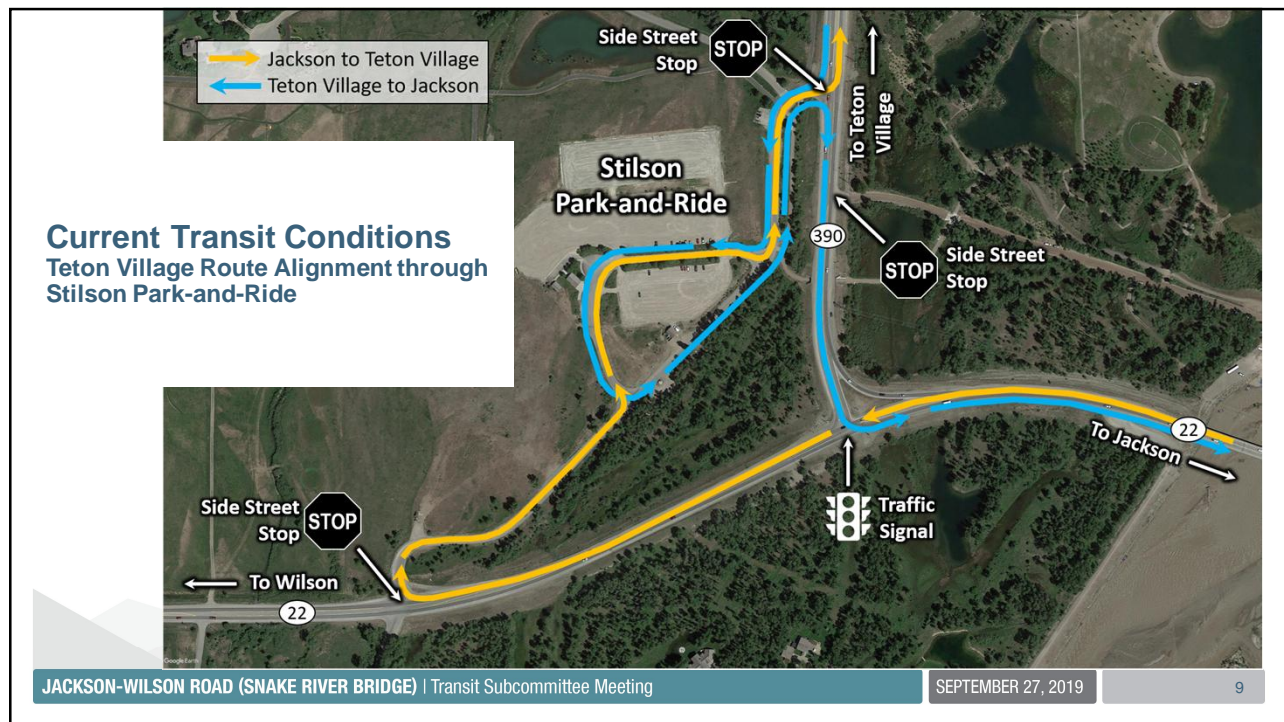 Jackson to Teton Village
Teton Village to Jackson
Side Street
Stop
STOP
To Teton
Village
Stilson
Park-and-Ride
Current Transit Conditions
Teton Village Route Alignment through
Stilson Park-and-Ride
390
STOP
Side Street
Stop
22
To Jackson
Side Street
Stop
STOP
Traffic
Signal
To Wilson
22
Google Earth
JACKSON-WILSON ROAD (SNAKE RIVER BRIDGE) | Transit Subcommittee Meeting
SEPTEMBER 27, 2019
9